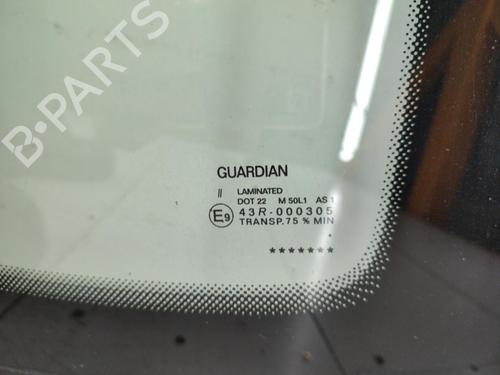 B-PARTS
GUARDIAN
II LAMINATED
DOT 22 M 50L1 AS 1
E9 43R-000305
TRANSP. 75 % MIN
*******